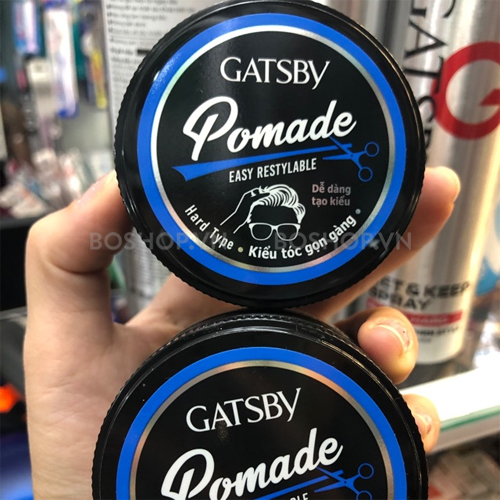 GATSBY
Pomade
EASY RESTYLABLE
Dễ dàng
tạo kiểu
Hard Type • Kiểu tóc gọn gàng •
BOSHOP.VN
BOSHOP.VN
GATSBY
Pomade
GATSBY
SET & KEEP
SPRAY